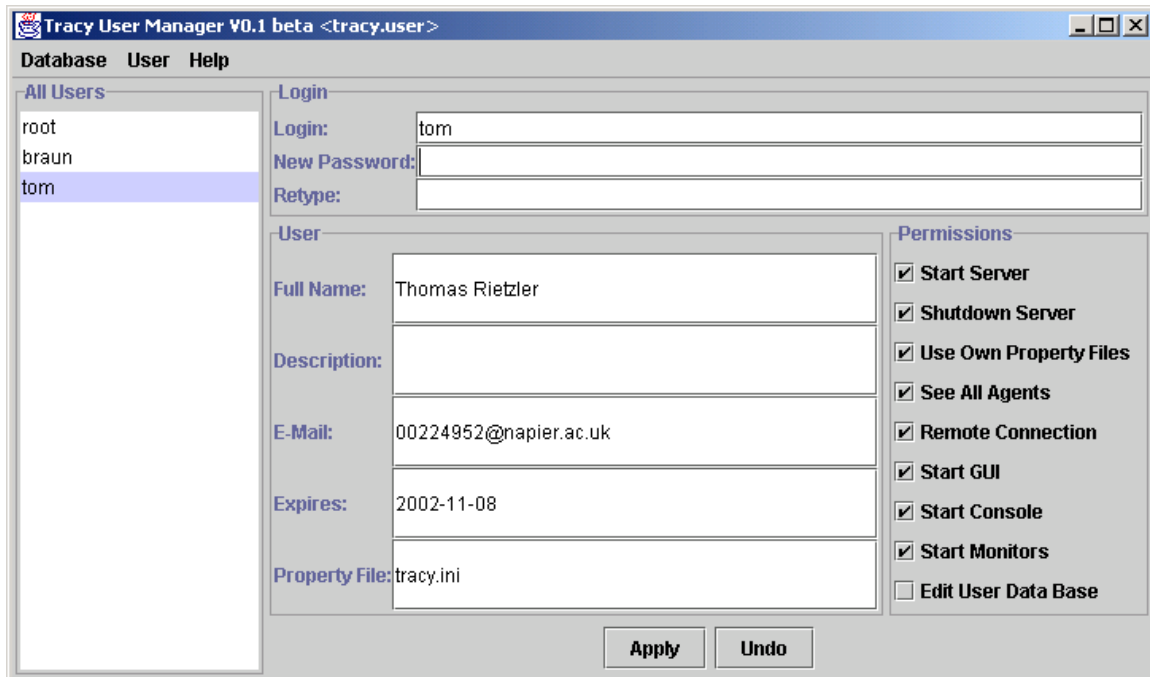 Tracy User Manager V0.1 beta <tracy.user>
Database User Help
All Users
root
braun
tom
Login
Login: tom
New Password:
Retype:
User
Full Name: Thomas Rietzler
Description:
E-Mail: 00224952@napier.ac.uk
Expires: 2002-11-08
Property File: tracy.ini
Permissions
Start Server
Shutdown Server
Use Own Property Files
See All Agents
Remote Connection
Start GUI
Start Console
Start Monitors
Edit User Data Base
Apply Undo